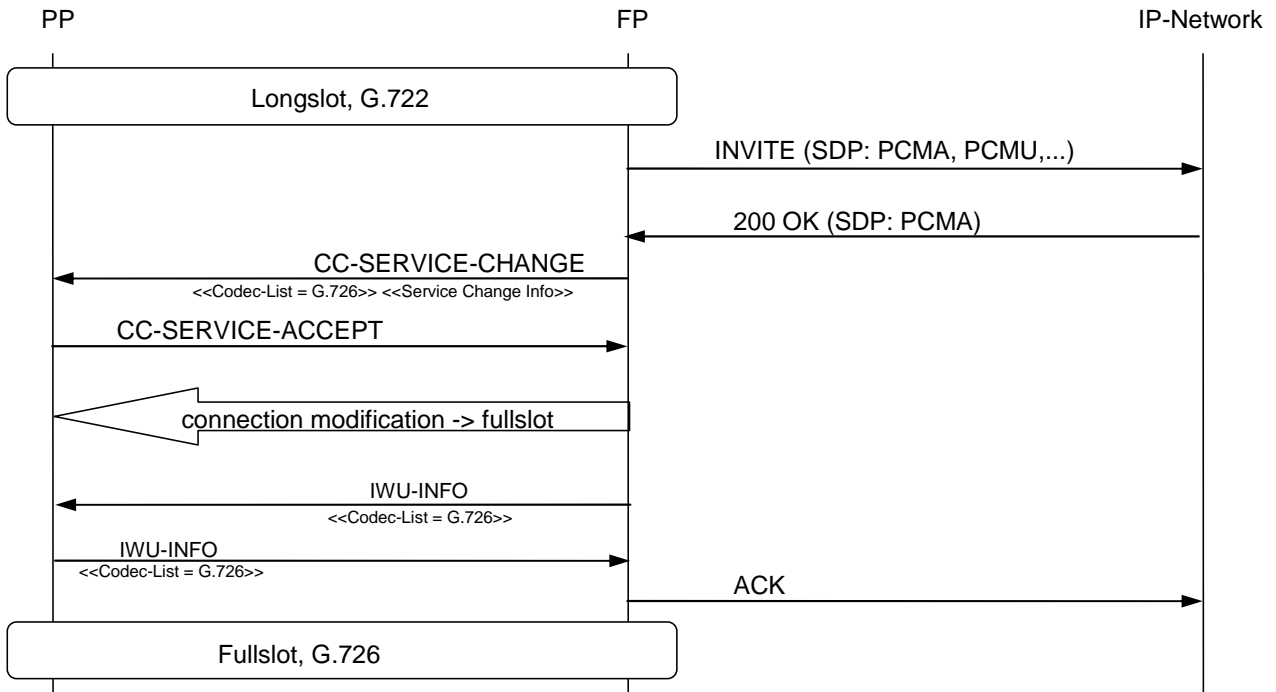 PP
FP
IP-Network
Longslot, G.722
INVITE (SDP: PCMA, PCMU,...)
200 OK (SDP: PCMA)
CC-SERVICE-CHANGE
<<Codec-List = G.726>> <<Service Change Info>>
CC-SERVICE-ACCEPT
connection modification -> fullslot
IWU-INFO
<<Codec-List = G.726>>
IWU-INFO
<<Codec-List = G.726>>
ACK
Fullslot, G.726